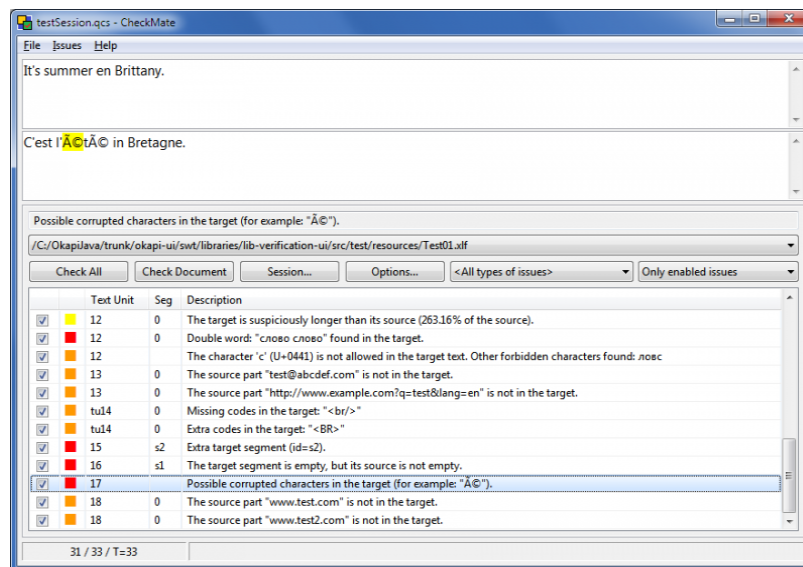 testSession.qcs - CheckMate
File Issues Help
It's summer en Brittany.
C'est l'Ã©tÃ© in Bretagne.
Possible corrupted characters in the target (for example: "Ã©").
/C:/OkapiJava/trunk/okapi-ui/swt/libraries/lib-verification-ui/src/test/resources/Test01.xlf
Check All Check Document Session... Options... <All types of issues> Only enabled issues
Text Unit Seg Description
12 0 The target is suspiciously longer than its source (263.16% of the source).
12 0 Double word: "слово слово" found in the target.
12 The character 'с' (U+0441) is not allowed in the target text. Other forbidden characters found: ловс
13 0 The source part "test@abcdef.com" is not in the target.
13 0 The source part "http://www.example.com?q=test&lang=en" is not in the target.
tu14 0 Missing codes in the target: "<br/>"
tu14 0 Extra codes in the target: "<BR>"
15 s2 Extra target segment (id=s2).
16 s1 The target segment is empty, but its source is not empty.
17 Possible corrupted characters in the target (for example: "Ã©").
18 0 The source part "www.test.com" is not in the target.
18 0 The source part "www.test2.com" is not in the target.
31 / 33 / T=33